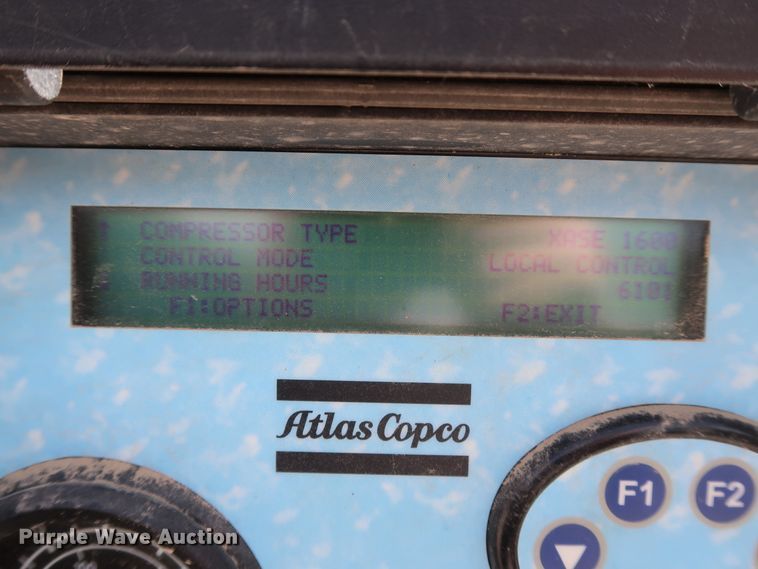 COMPRESSOR TYPE XASE 1600
CONTROL MODE LOCAL CONTROL
RUNNING HOURS 6101
F1:OPTIONS F2:EXIT
Atlas Copco
F1 F2
Purple Wave Auction